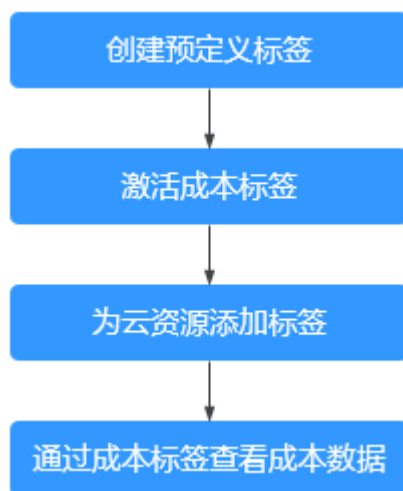 创建预定义标签
激活成本标签
为云资源添加标签
通过成本标签查看成本数据